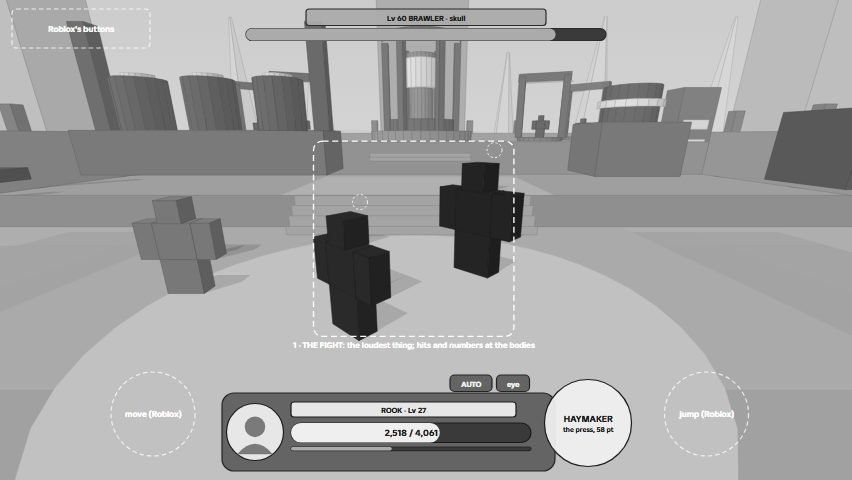 Lv 60 BRAWLER · skull
Roblox's buttons
1 · THE FIGHT: the loudest thing; hits and numbers at the bodies
AUTO
eye
move (Roblox)
ROOK · Lv 27
2,518 / 4,061
HAYMAKER
the press, 58 pt
jump (Roblox)